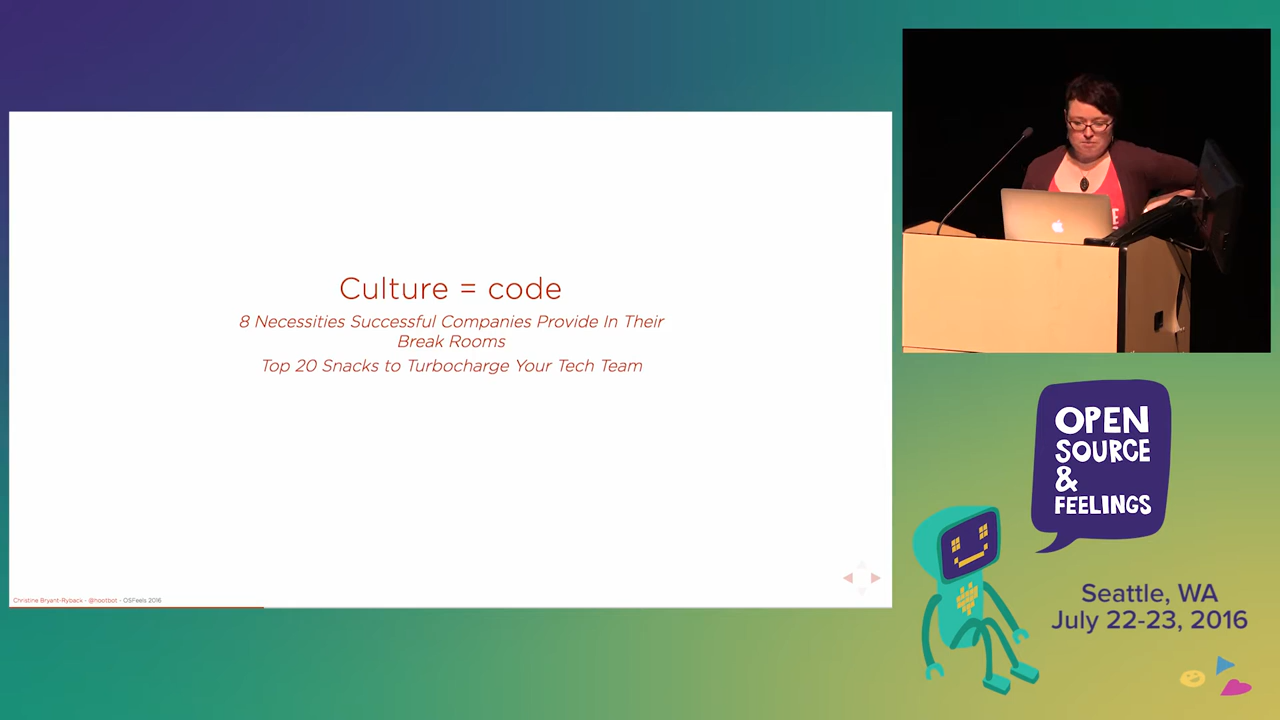 Culture = code
8 Necessities Successful Companies Provide In Their
Break Rooms
Top 20 Snacks to Turbocharge Your Tech Team
Christine Bryant-Ryback - @hootbot - OSFeels 2016
OPEN
SOURCE
&
FEELINGS
Seattle, WA
July 22-23, 2016